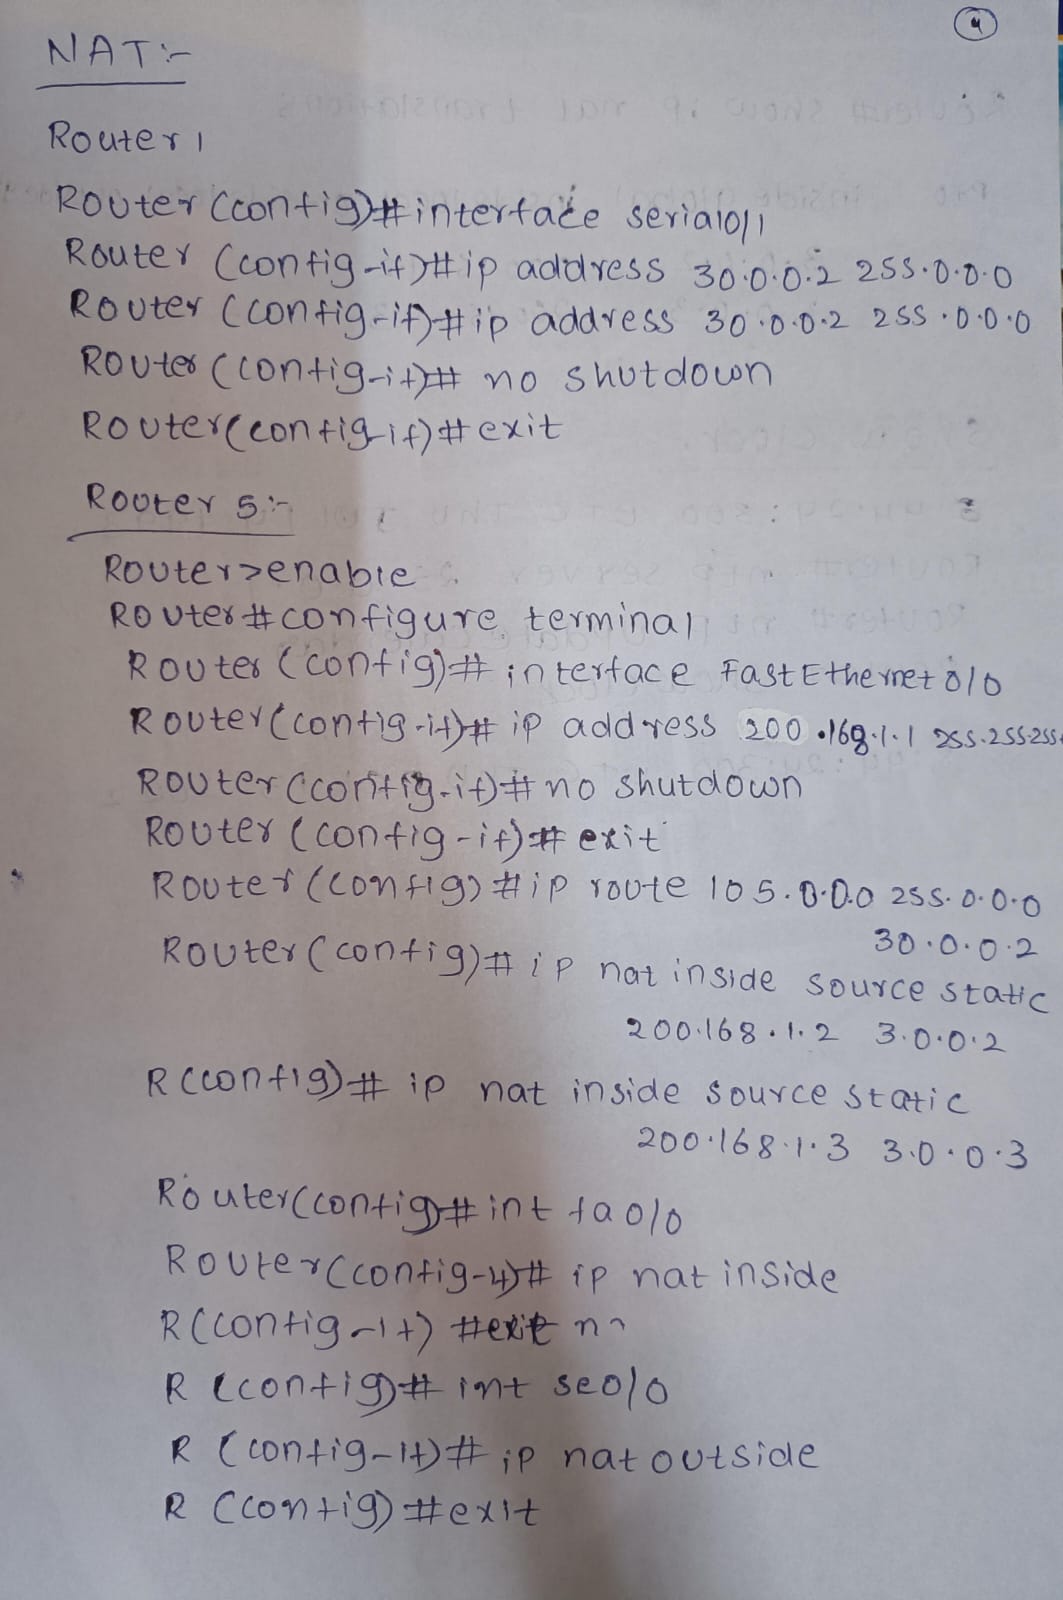 4
NAT:-
Router 1
Router (config)#interface serial0/1
Router (config-if)#ip address 30.0.0.2 255.0.0.0
Router (config-if)#ip address 30.0.0.2 255.0.0.0
Router (config-if)# no shutdown
Router(config-if)#exit
Router 5:-
Router>enable
Router#configure terminal
Router (config)# interface FastEthernet 0/0
Router(config-if)# ip address 200.168.1.1 255.255.255.
Router (config-if)# no shutdown
Router (config-if)# exit
Router (config) #ip route 105.0.0.0 255.0.0.0
30.0.0.2
Router (config)# ip nat inside source static
200.168.1.2 3.0.0.2
R (config)# ip nat inside source static
200.168.1.3 3.0.0.3
Router(config)# int fa0/0
Router (config-if)# ip nat inside
R (config-if) #exit
R (config)# int se0/0
R (config-if)# ip nat outside
R (config) #exit